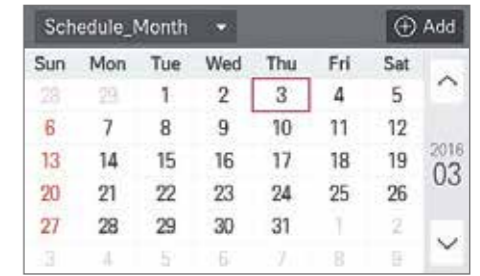 Schedule_Month Add
Sun Mon Tue Wed Thu Fri Sat
28 29 1 2 3 4 5
6 7 8 9 10 11 12
13 14 15 16 17 18 19 2016
20 21 22 23 24 25 26 03
27 28 29 30 31 1 2
3 4 5 6 7 8 9